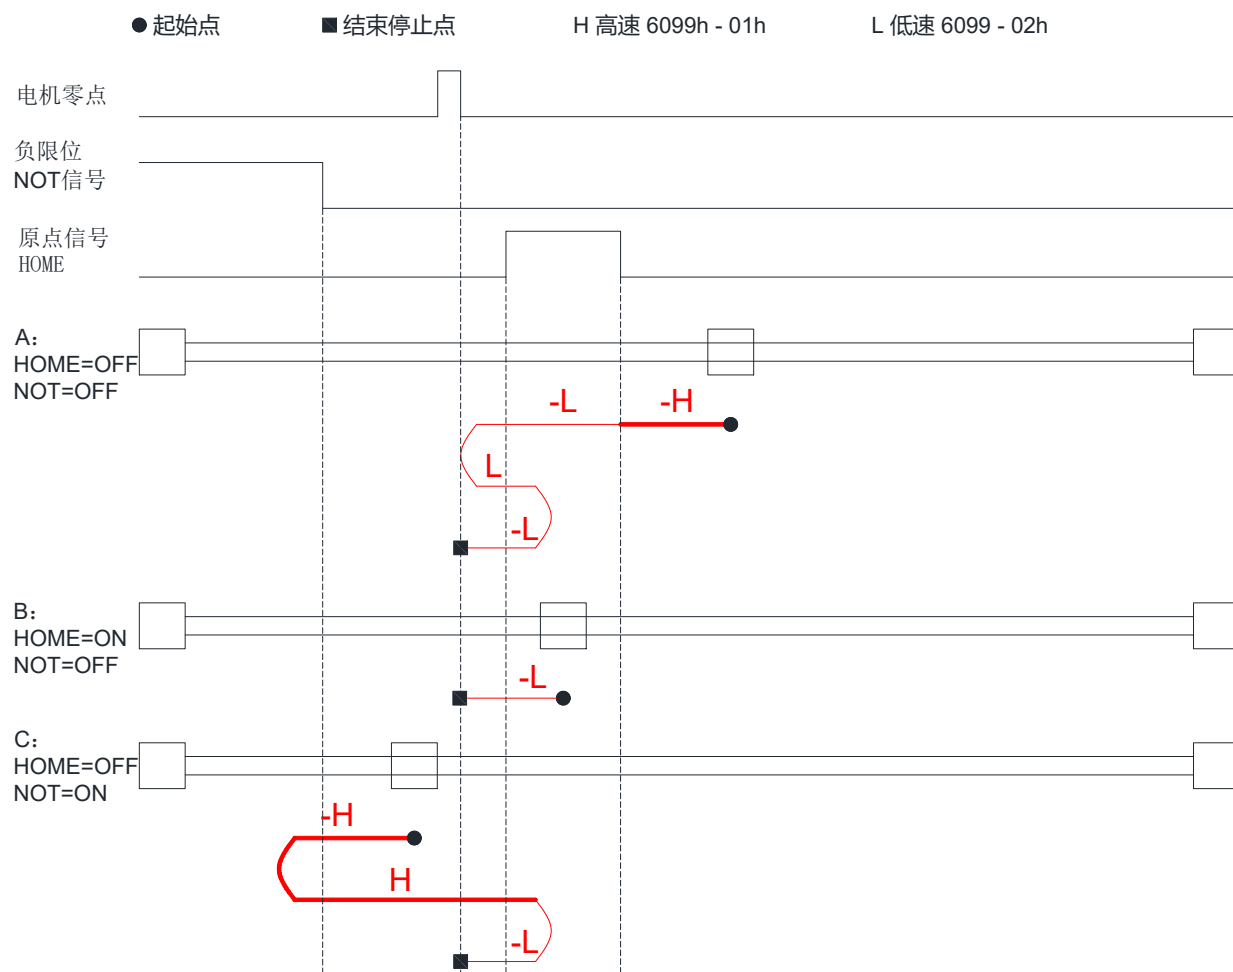 ● 起始点 ■ 结束停止点 H 高速 6099h - 01h L 低速 6099 - 02h
电机零点
负限位
NOT信号
原点信号
HOME
A：
HOME=OFF
NOT=OFF
-L -H
L
-L
B：
HOME=ON
NOT=OFF
-L
C：
HOME=OFF
NOT=ON
-H
H
-L